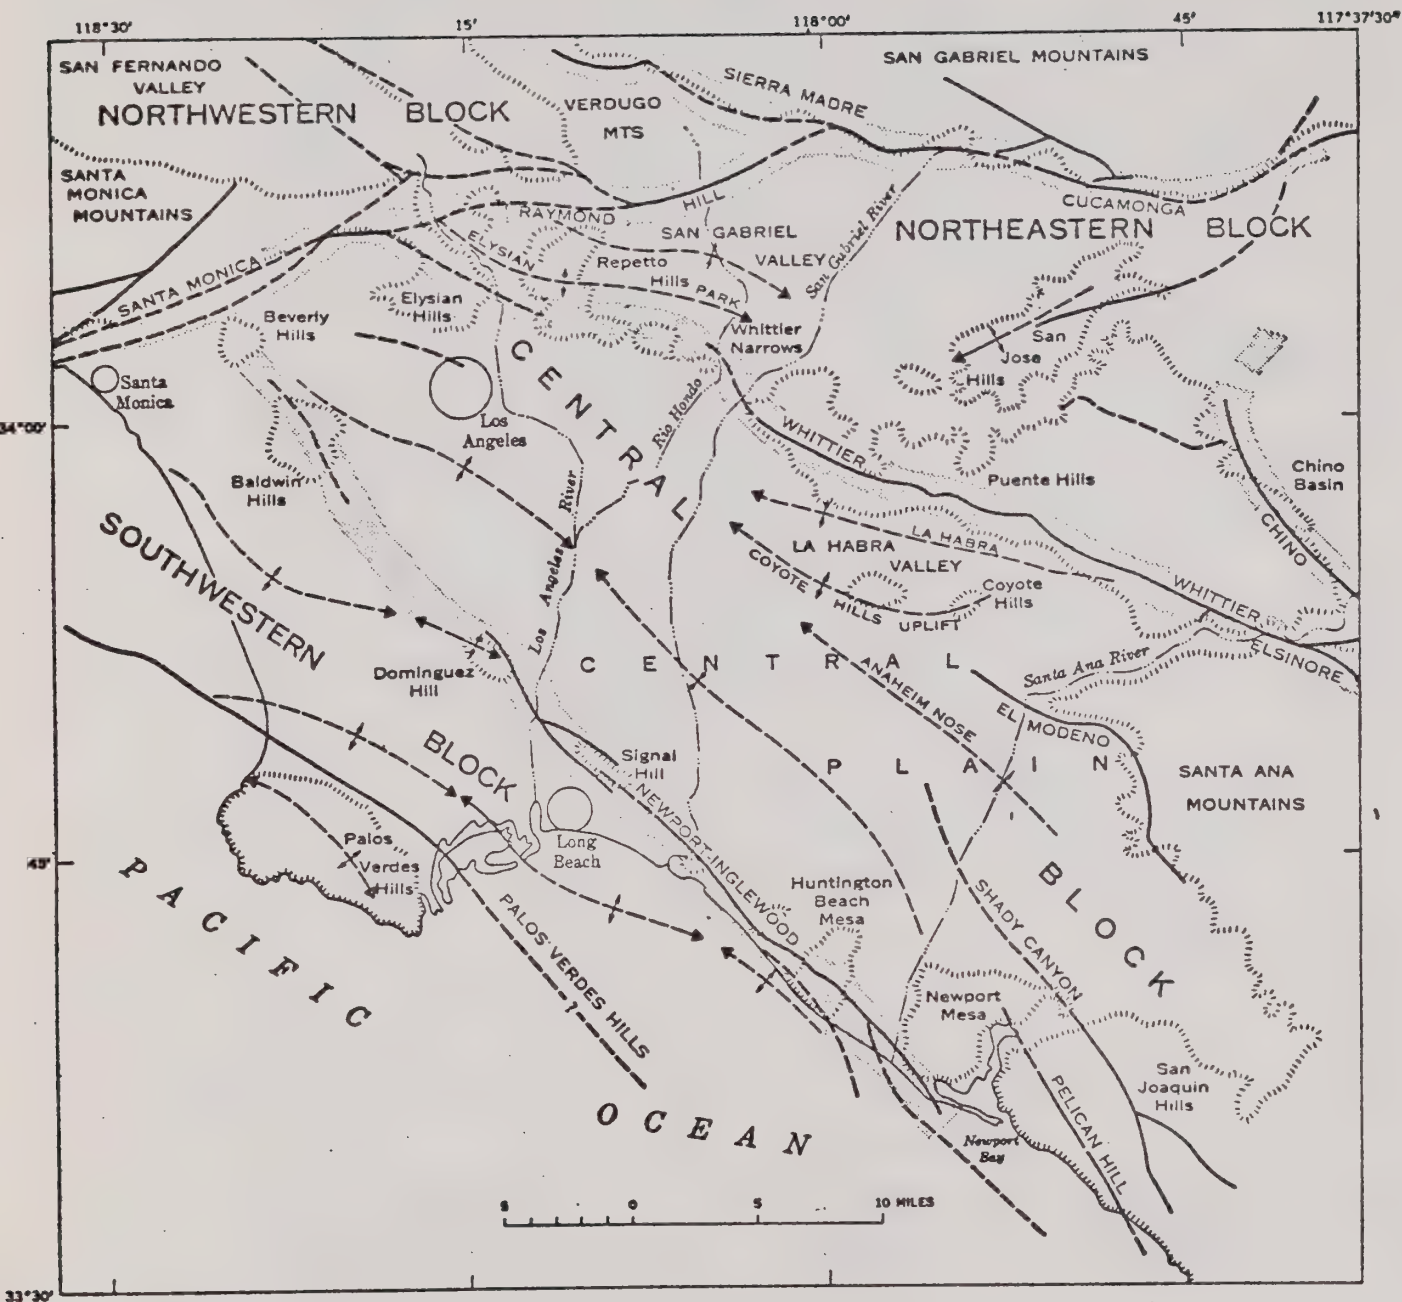 118°30'
15'
118°00'
45'
117°37'30"
SAN FERNANDO
VALLEY
NORTHWESTERN BLOCK
VERDUGO
MTS
SIERRA MADRE
SAN GABRIEL MOUNTAINS
SANTA
MONICA
MOUNTAINS
RAYMOND
HILL
CUCAMONGA
NORTHEASTERN BLOCK
SAN GABRIEL
VALLEY
San Gabriel River
ELYSIAN
PARK
Repetto
Hills
SANTA MONICA
Elysian
Hills
Beverly
Hills
Whittier
Narrows
San
Jose
Hills
Santa
Monica
Los
Angeles
CENTRAL
Rio Hondo
34°00'
WHITTIER
Puente Hills
Chino
Basin
CHINO
Baldwin
Hills
Los Angeles River
SOUTHWESTERN
LA HABRA
LA HABRA
VALLEY
COYOTE HILLS UPLIFT
Coyote
Hills
WHITTIER
ELSINORE
Santa Ana River
Dominguez
Hill
CENTRAL
ANAHEIM NOSE
EL MODENO
BLOCK
Signal
Hill
PLAIN
SANTA ANA
MOUNTAINS
NEWPORT-INGLEWOOD
Palos
Verdes
Hills
Long
Beach
45'
PACIFIC
PALOS VERDES HILLS
?
Huntington
Beach
Mesa
SHADY CANYON
BLOCK
Newport
Mesa
San
Joaquin
Hills
PELICAN HILL
OCEAN
Newport
Bay
5 0 5 10 MILES
33°30'